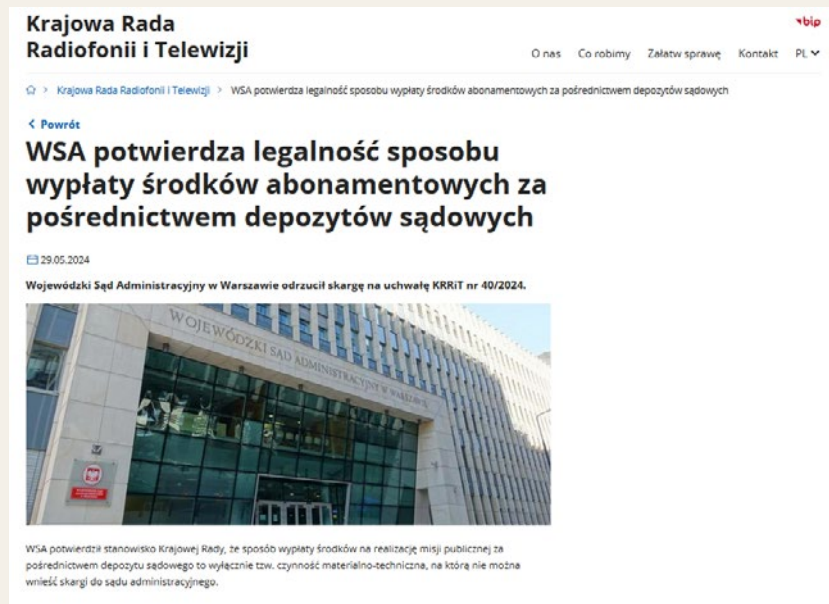 Krajowa Rada
Radiofonii i Telewizji
bip
O nas Co robimy Załatw sprawę Kontakt PL
Krajowa Rada Radiofonii i Telewizji > WSA potwierdza legalność sposobu wypłaty środków abonamentowych za pośrednictwem depozytów sądowych
Powrót
WSA potwierdza legalność sposobu
wypłaty środków abonamentowych za
pośrednictwem depozytów sądowych
29.05.2024
Wojewódzki Sąd Administracyjny w Warszawie odrzucił skargę na uchwałę KRRiT nr 40/2024.
WOJEWÓDZKI SĄD ADMINISTRACYJNY W WARSZAWIE
WSA potwierdził stanowisko Krajowej Rady, że sposób wypłaty środków na realizację misji publicznej za
pośrednictwem depozytu sądowego to wyłącznie tzw. czynność materialno-techniczna, na którą nie można
wnieść skargi do sądu administracyjnego.